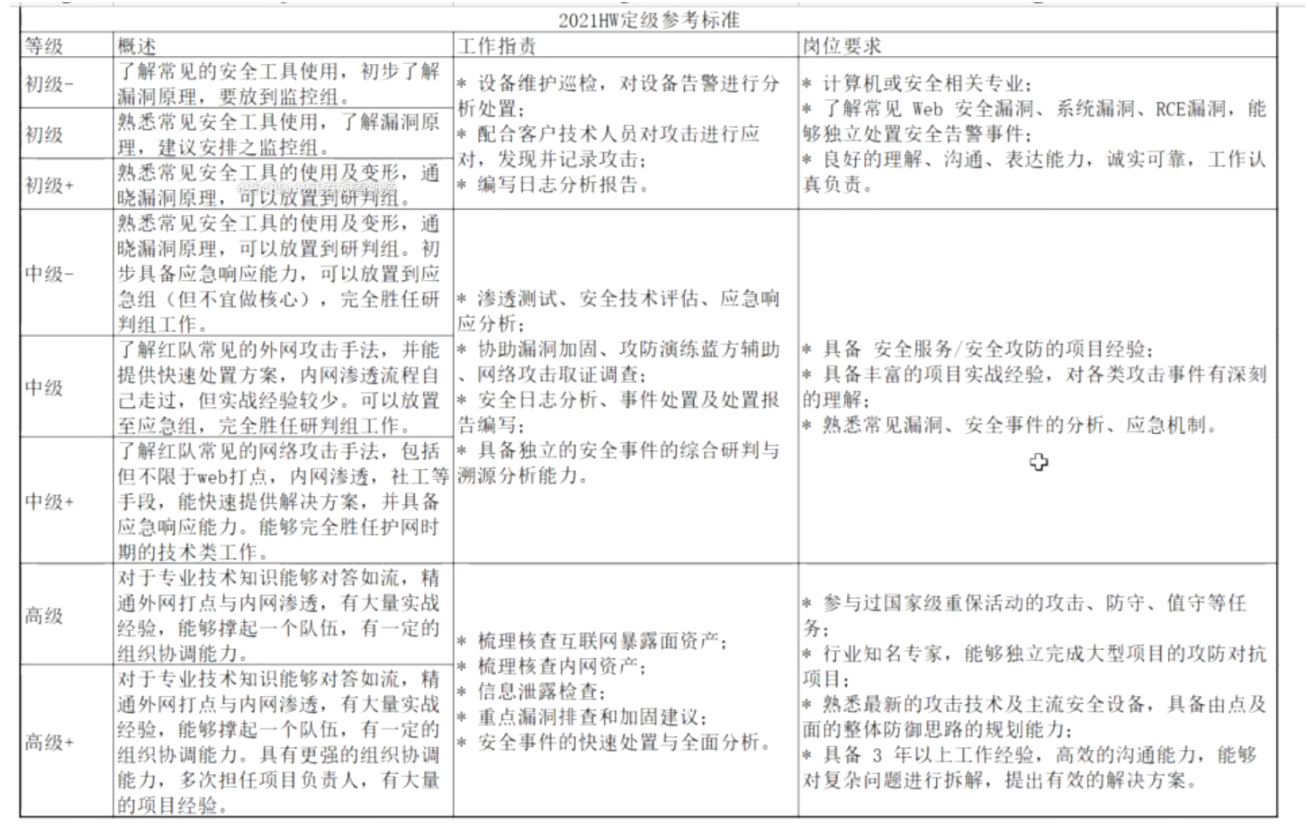 2021HW定级参考标准
等级
概述
工作指责
岗位要求
初级-
了解常见的安全工具使用，初步了解
漏洞原理，要放到监控组。
初级
熟悉常见安全工具使用，了解漏洞原
理，建议安排之监控组。
初级+
熟悉常见安全工具的使用及变形，通
晓漏洞原理，可以放置到研判组。
* 设备维护巡检，对设备告警进行分
析处置；
* 配合客户技术人员对攻击进行应
对，发现并记录攻击；
* 编写日志分析报告。
* 计算机或安全相关专业；
* 了解常见 Web 安全漏洞、系统漏洞、RCE漏洞，能
够独立处置安全告警事件；
* 良好的理解、沟通、表达能力，诚实可靠，工作认
真负责。
中级-
熟悉常见安全工具的使用及变形，通
晓漏洞原理，可以放置到研判组。初
步具备应急响应能力，可以放置到应
急组（但不宜做核心），完全胜任研
判组工作。
中级
了解红队常见的外网攻击手法，并能
提供快速处置方案，内网渗透流程自
己走过，但实战经验较少。可以放置
至应急组，完全胜任研判组工作。
中级+
了解红队常见的网络攻击手法，包括
但不限于web打点，内网渗透，社工等
手段，能快速提供解决方案，并具备
应急响应能力。能够完全胜任护网时
期的技术类工作。
* 渗透测试、安全技术评估、应急响
应分析；
* 协助漏洞加固、攻防演练蓝方辅助
、网络攻击取证调查；
* 安全日志分析、事件处置及处置报
告编写；
* 具备独立的安全事件的综合研判与
溯源分析能力。
* 具备 安全服务/安全攻防的项目经验；
* 具备丰富的项目实战经验，对各类攻击事件有深刻
的理解；
* 熟悉常见漏洞、安全事件的分析、应急机制。
高级
对于专业技术知识能够对答如流，精
通外网打点与内网渗透，有大量实战
经验，能够撑起一个队伍，有一定的
组织协调能力。
高级+
对于专业技术知识能够对答如流，精
通外网打点与内网渗透，有大量实战
经验，能够撑起一个队伍，有一定的
组织协调能力。具有更强的组织协调
能力，多次担任项目负责人，有大量
的项目经验。
* 梳理核查互联网暴露面资产；
* 梳理核查内网资产；
* 信息泄露检查；
* 重点漏洞排查和加固建议；
* 安全事件的快速处置与全面分析。
* 参与过国家级重保活动的攻击、防守、值守等任
务；
* 行业知名专家，能够独立完成大型项目的攻防对抗
项目；
* 熟悉最新的攻击技术及主流安全设备，具备由点及
面的整体防御思路的规划能力；
* 具备 3 年以上工作经验，高效的沟通能力，能够
对复杂问题进行拆解，提出有效的解决方案。